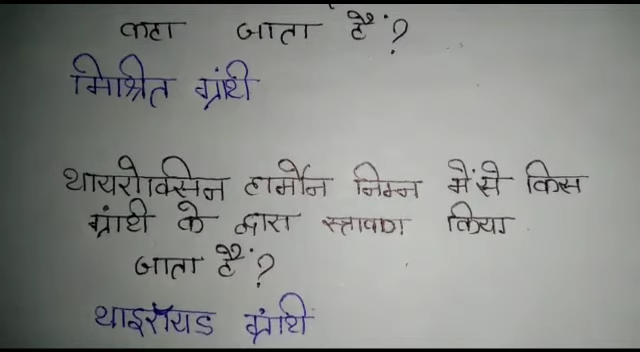 कहा जाता हैं?
मिश्रित ग्रंथी
थायरोक्सिन हार्मोन निम्न मेंसे किस
ग्रंथी के द्वारा स्त्रावण किया
जाता हैं?
थाइरॉयड ग्रंथी